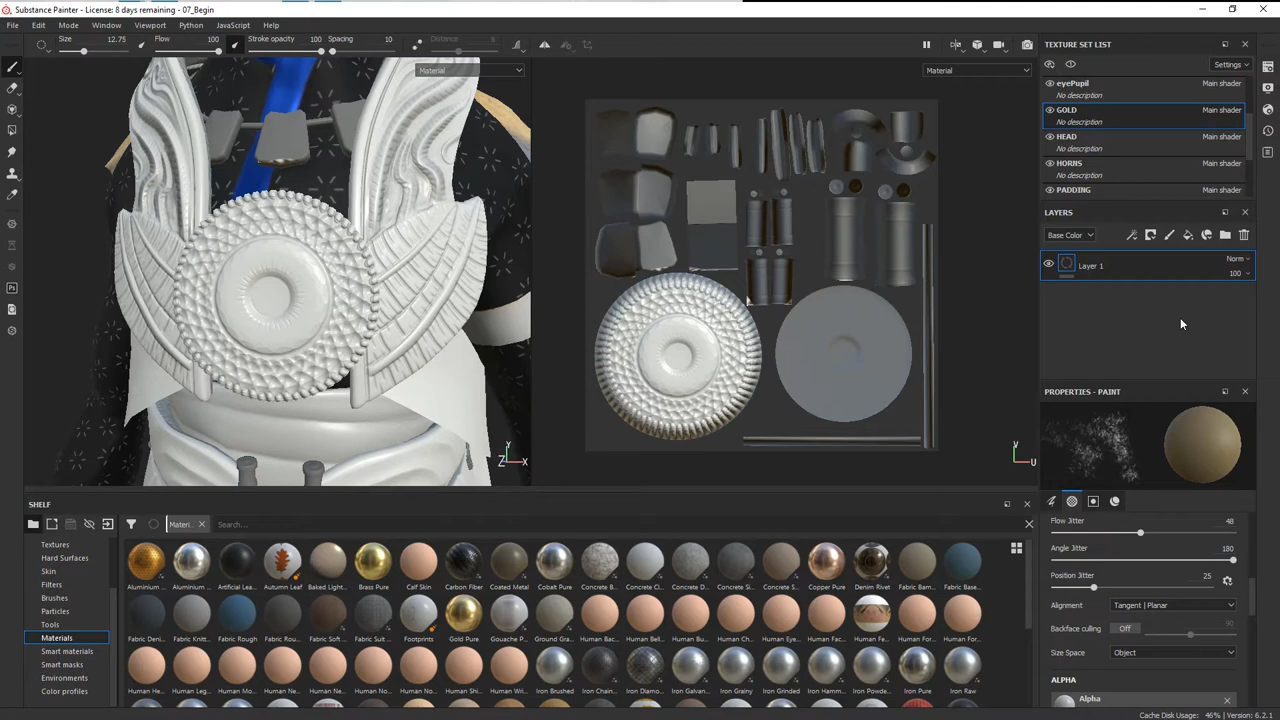 Substance Painter - License: 8 days remaining - 07_Begin
File Edit Mode Window Viewport Python JavaScript Help
Size 12.75 Flow 100 Stroke opacity 100 Spacing 10 Distance 8
Material
Material
TEXTURE SET LIST
Settings
eyePupil Main shader
No description
GOLD Main shader
No description
HEAD Main shader
No description
HORNS Main shader
No description
PADDING Main shader
LAYERS
Base Color
Layer 1 Norm
100
PROPERTIES - PAINT
Flow Jitter 48
Angle Jitter 180
Position Jitter 25
Alignment Tangent | Planar
Backface culling Off 90
Size Space Object
ALPHA
Alpha
Y
Z X
V
U
SHELF
Materi... Search...
Textures
Hard Surfaces
Skin
Filters
Brushes
Particles
Tools
Materials
Smart materials
Smart masks
Environments
Color profiles
Aluminium ... Aluminium ... Artificial Lea... Autumn Leaf Baked Light... Brass Pure Calf Skin Carbon Fiber Coated Metal Cobalt Pure Concrete B... Concrete Cl... Concrete D... Concrete Si... Concrete S... Copper Pure Denim Rivet Fabric Bam... Fabric Base...
Fabric Deni... Fabric Knitt... Fabric Rough Fabric Rou... Fabric Soft ... Fabric Suit ... Footprints Gold Pure Gouache P... Ground Gra... Human Bac... Human Bell... Human Bu... Human Ch... Human Eye... Human Fac... Human Fe... Human For... Human For...
Human He... Human Leg... Human Mo... Human Ne... Human Ne... Human No... Human No... Human Shi... Human Wri... Iron Brushed Iron Chain... Iron Diamo... Iron Galvan... Iron Grainy Iron Grinded Iron Hamm... Iron Powde... Iron Pure Iron Raw
Cache Disk Usage: 46% | Version: 6.2.1